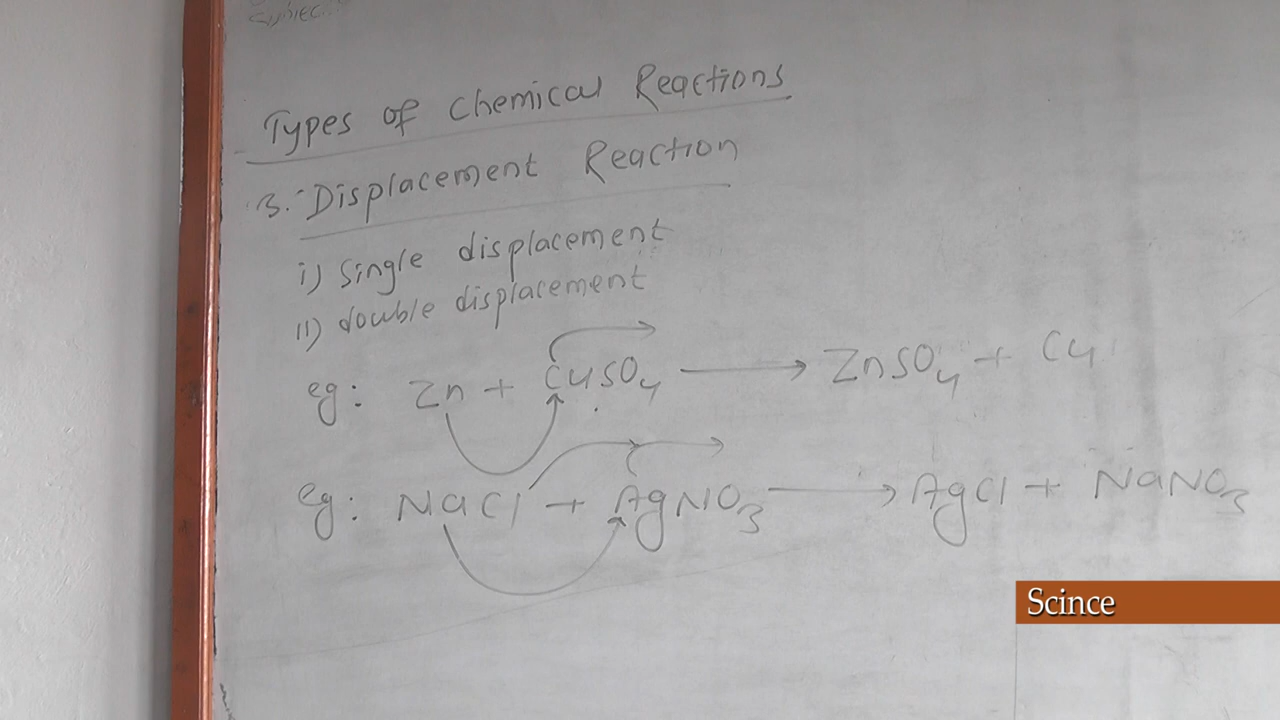 Types of Chemical Reactions
3. Displacement Reaction
i) Single displacement
ii) double displacement
eg: Zn + CuSO4 → ZnSO4 + Cu
eg: NaCl + AgNO3 → AgCl + NaNO3
Scince